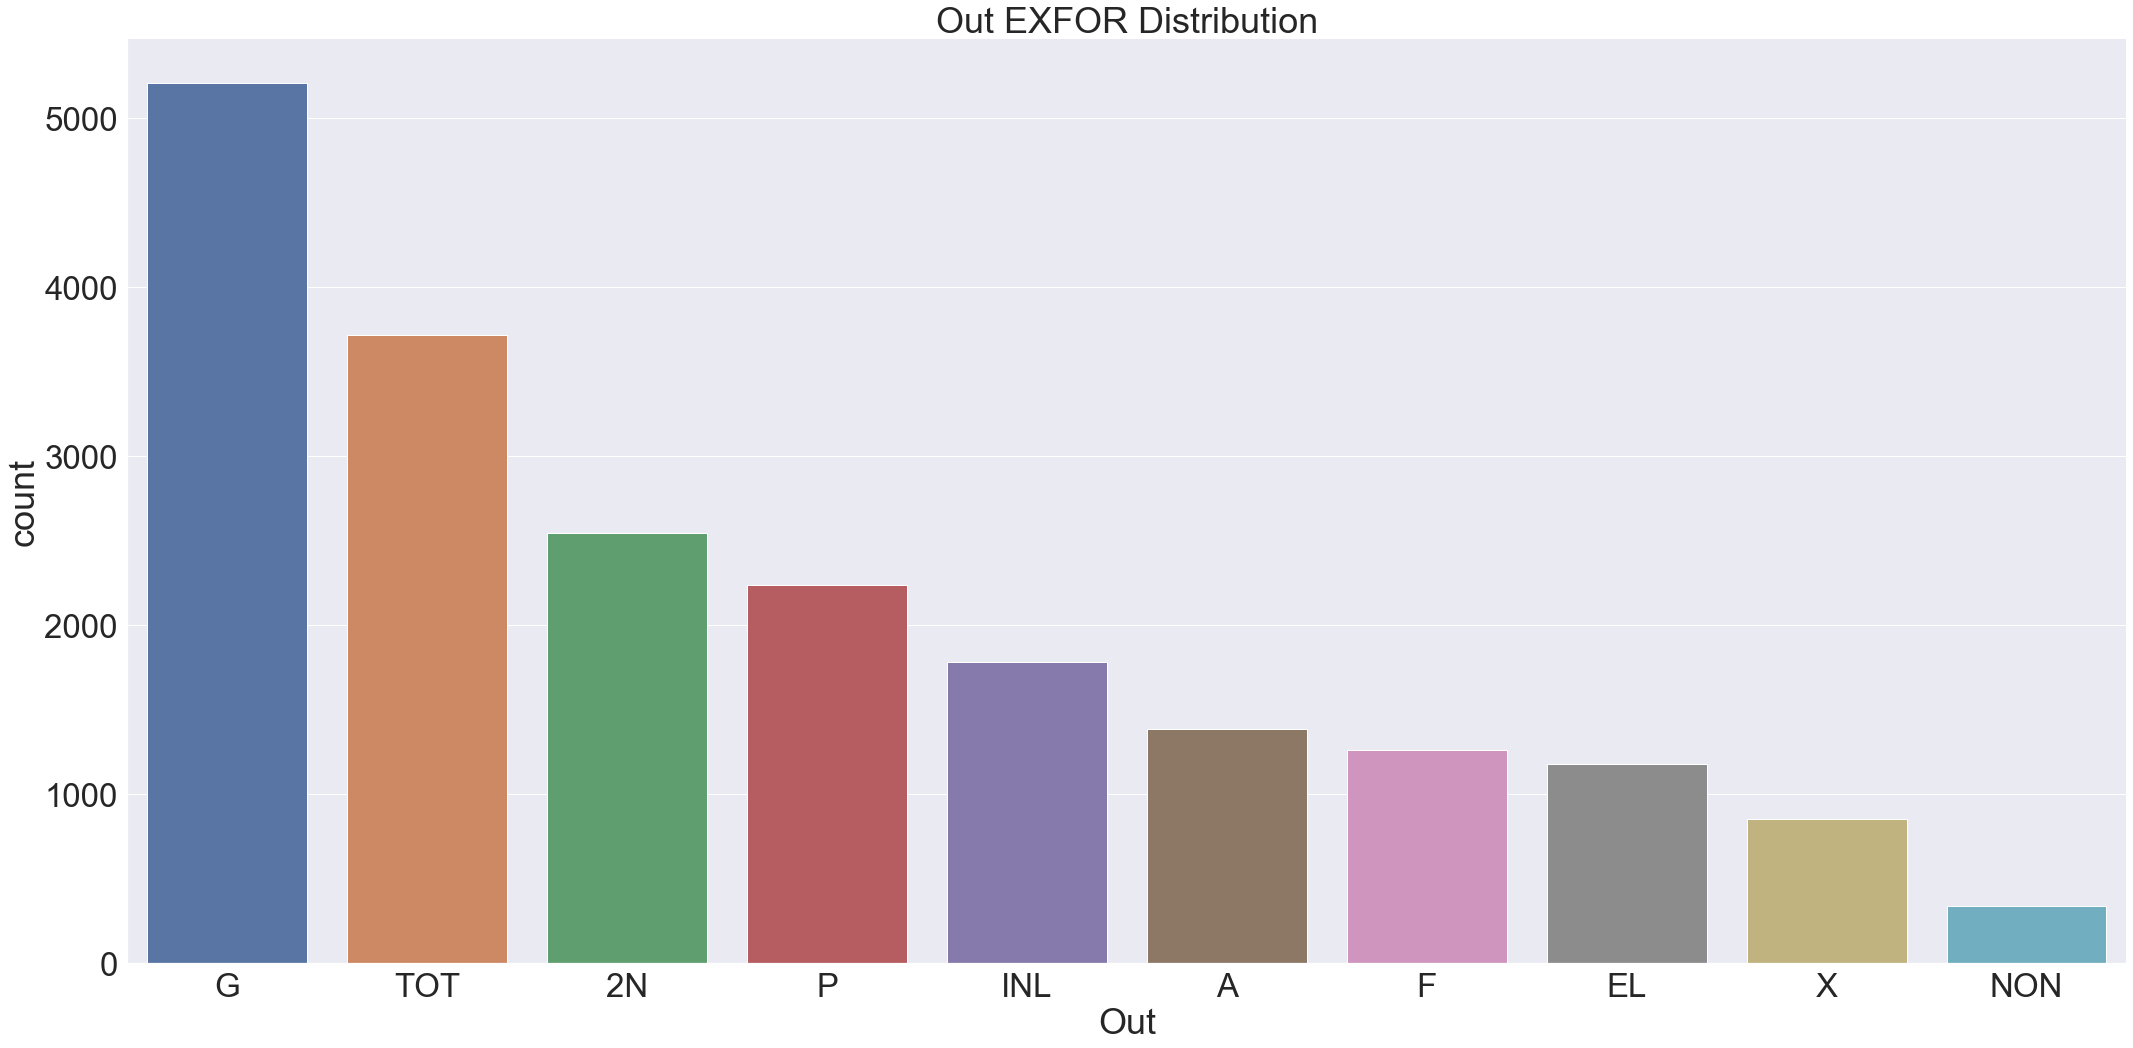 Out EXFOR Distribution
5000
4000
3000
2000
1000
0
count
G TOT 2N P INL A F EL X NON
Out